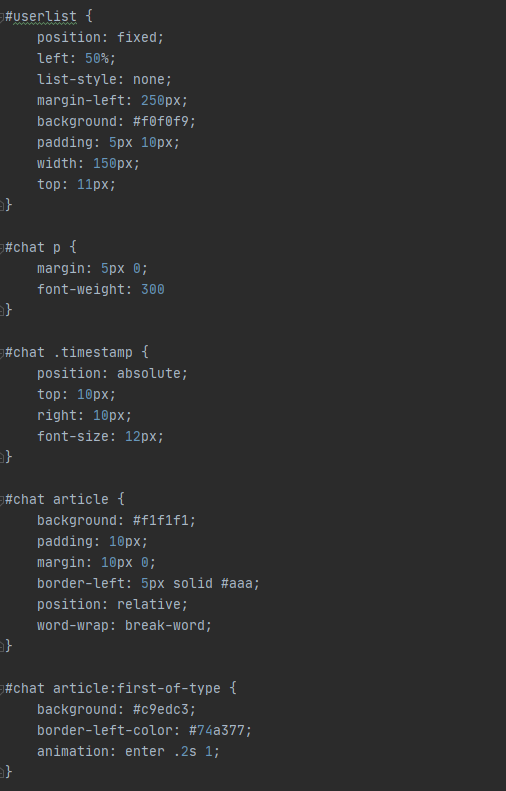 #userlist {
    position: fixed;
    left: 50%;
    list-style: none;
    margin-left: 250px;
    background: #f0f0f9;
    padding: 5px 10px;
    width: 150px;
    top: 11px;
}

#chat p {
    margin: 5px 0;
    font-weight: 300
}

#chat .timestamp {
    position: absolute;
    top: 10px;
    right: 10px;
    font-size: 12px;
}

#chat article {
    background: #f1f1f1;
    padding: 10px;
    margin: 10px 0;
    border-left: 5px solid #aaa;
    position: relative;
    word-wrap: break-word;
}

#chat article:first-of-type {
    background: #c9edc3;
    border-left-color: #74a377;
    animation: enter .2s 1;
}